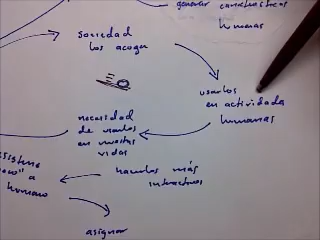 generar características
humanas
sociedad
los acoga
usarlos
en actividades
humanas
necesidad
de usarlos
en nuestras
vidas
hacerlos más
interactivos
" a
humano
asignar